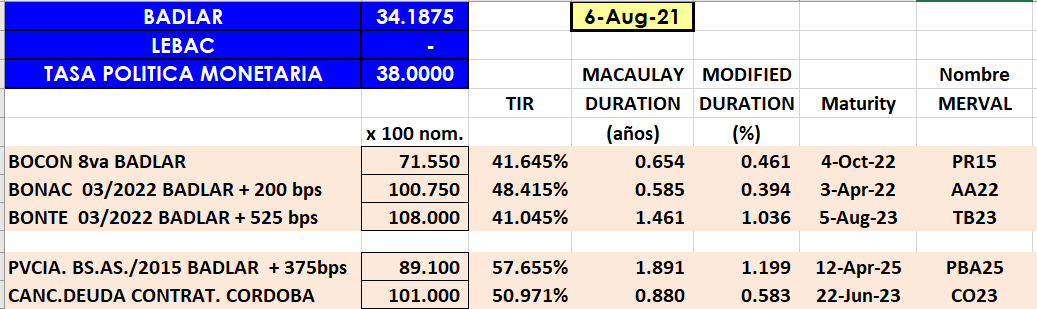 BADLAR 34.1875 6-Aug-21
LEBAC -
TASA POLITICA MONETARIA 38.0000 MACAULAY MODIFIED Nombre
TIR DURATION DURATION Maturity MERVAL
x 100 nom. (años) (%)
BOCON 8va BADLAR 71.550 41.645% 0.654 0.461 4-Oct-22 PR15
BONAC 03/2022 BADLAR + 200 bps 100.750 48.415% 0.585 0.394 3-Apr-22 AA22
BONTE 03/2022 BADLAR + 525 bps 108.000 41.045% 1.461 1.036 5-Aug-23 TB23
PVCIA. BS.AS./2015 BADLAR + 375bps 89.100 57.655% 1.891 1.199 12-Apr-25 PBA25
CANC.DEUDA CONTRAT. CORDOBA 101.000 50.971% 0.880 0.583 22-Jun-23 CO23